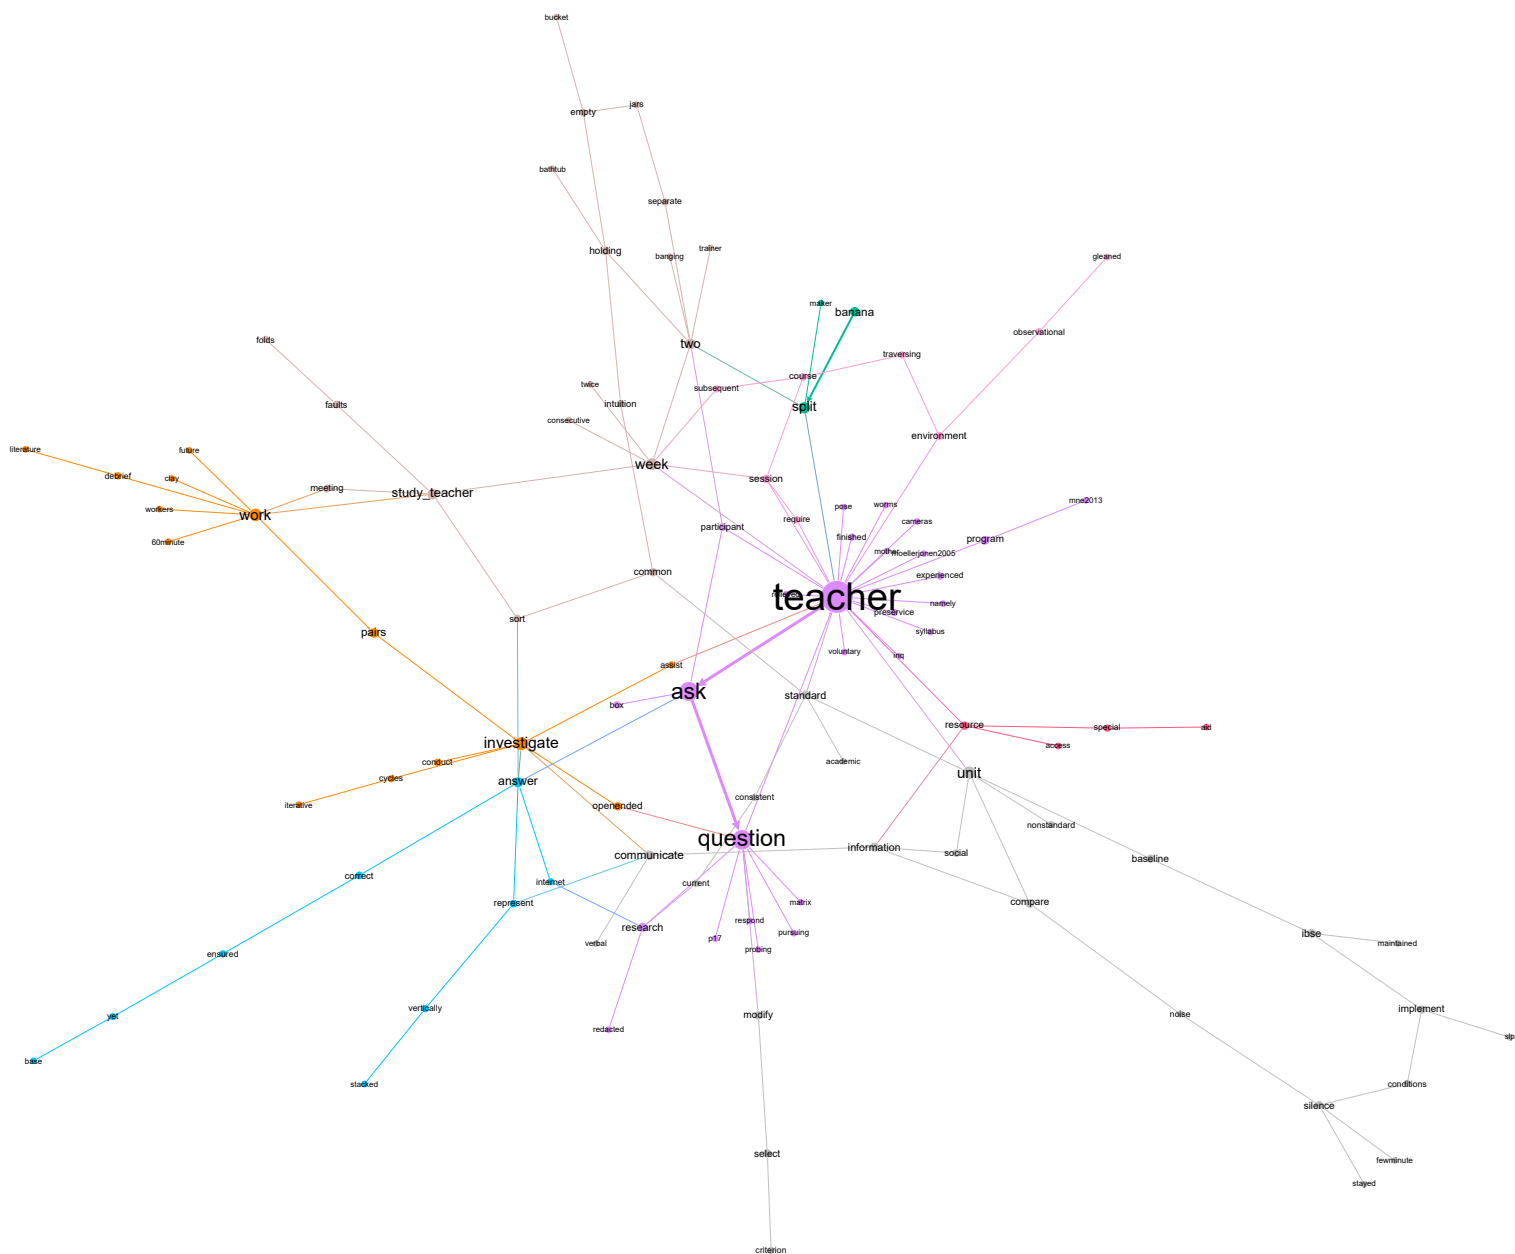 bucket
jars
empty
bathtub
separate
trainer
holding
banging
gleaned
maker
banana
observational
folds
two
traversing
course
twice
subsequent
faults
intuition
split
consecutive
environment
literature
future
week
debrief
clay
session
meeting
study_teacher
mne2013
workers
pose
worms
work
require
cameras
participant
60minute
finished
program
mother
moellerjonen2005
common
experienced
teacher
namely
preservice
sort
pairs
syllabus
voluntary
inq
assist
ask
standard
box
resource
special
aid
investigate
access
conduct
academic
unit
cycles
answer
consistent
iterative
openended
nonstandard
question
information
communicate
social
baseline
correct
internet
current
represent
matrix
compare
respond
research
pursuing
ibse
p17
verbal
probing
maintained
ensured
vertically
implement
yet
modify
noise
redacted
slp
base
stacked
conditions
silence
select
fewminute
stayed
criterion